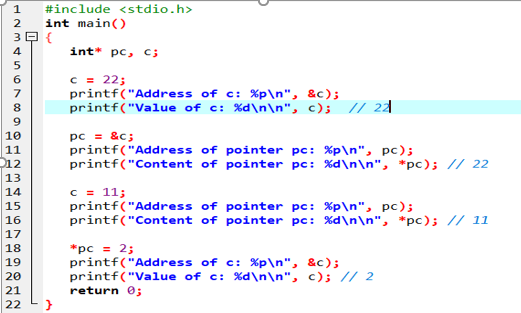 1 #include <stdio.h>
2 int main()
3 {
4 int* pc, c;
5
6 c = 22;
7 printf("Address of c: %p\n", &c);
8 printf("Value of c: %d\n\n", c); // 22
9
10 pc = &c;
11 printf("Address of pointer pc: %p\n", pc);
12 printf("Content of pointer pc: %d\n\n", *pc); // 22
13
14 c = 11;
15 printf("Address of pointer pc: %p\n", pc);
16 printf("Content of pointer pc: %d\n\n", *pc); // 11
17
18 *pc = 2;
19 printf("Address of c: %p\n", &c);
20 printf("Value of c: %d\n\n", c); // 2
21 return 0;
22 }